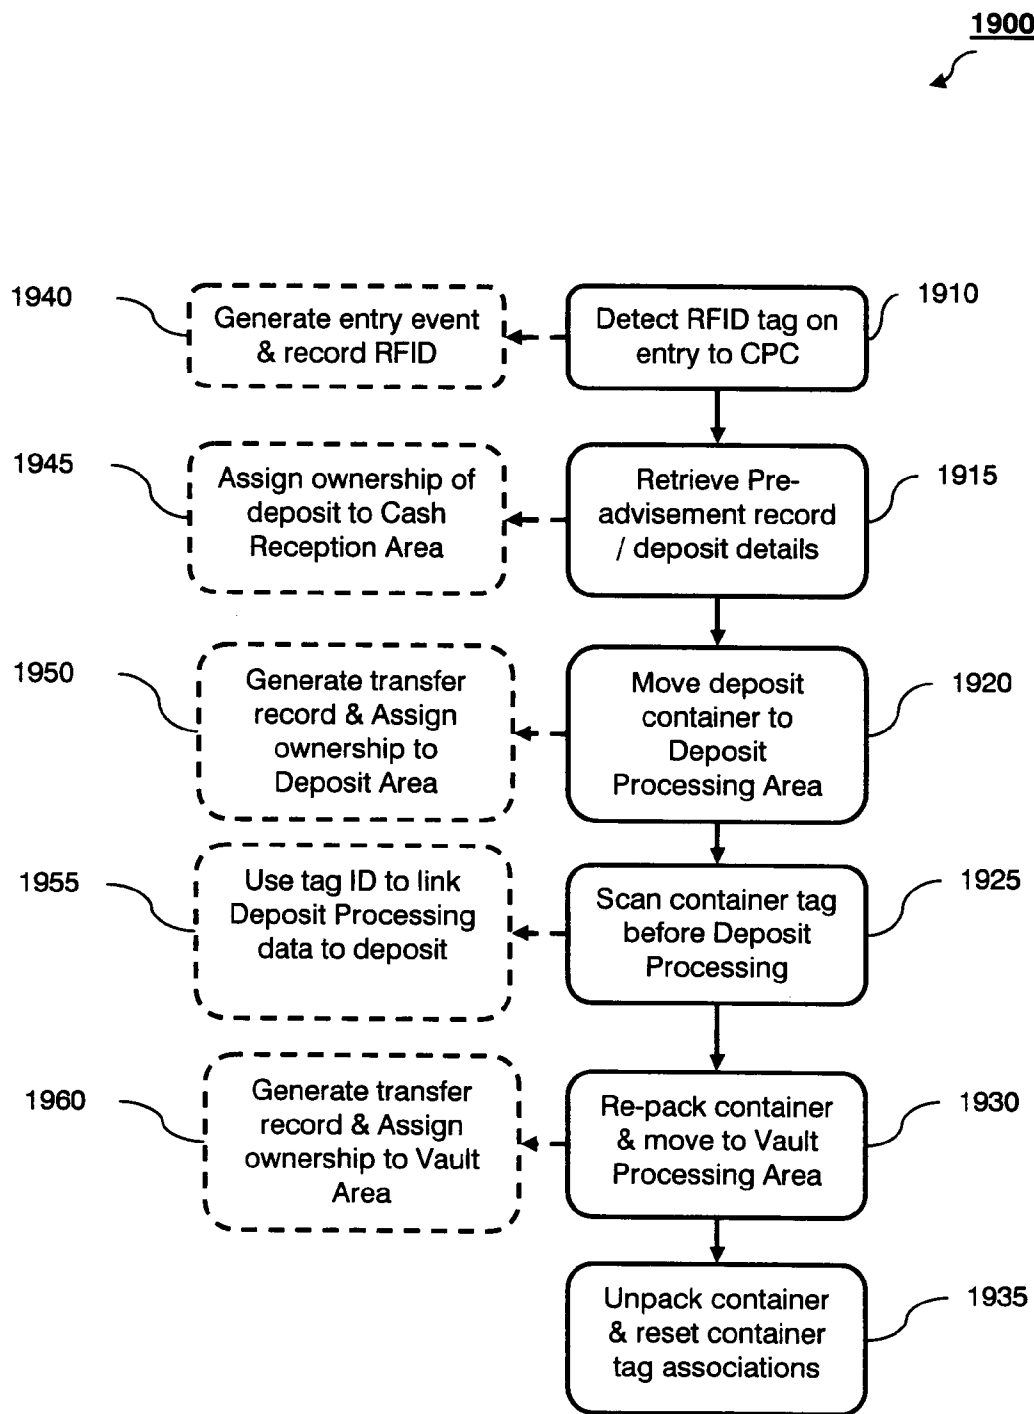 1900
1940
Generate entry event
& record RFID
Detect RFID tag on
entry to CPC
1910
1945
Assign ownership of
deposit to Cash
Reception Area
Retrieve Pre-
advisement record
/ deposit details
1915
1950
Generate transfer
record & Assign
ownership to
Deposit Area
Move deposit
container to
Deposit
Processing Area
1920
1955
Use tag ID to link
Deposit Processing
data to deposit
Scan container tag
before Deposit
Processing
1925
1960
Generate transfer
record & Assign
ownership to Vault
Area
Re-pack container
& move to Vault
Processing Area
1930
Unpack container
& reset container
tag associations
1935